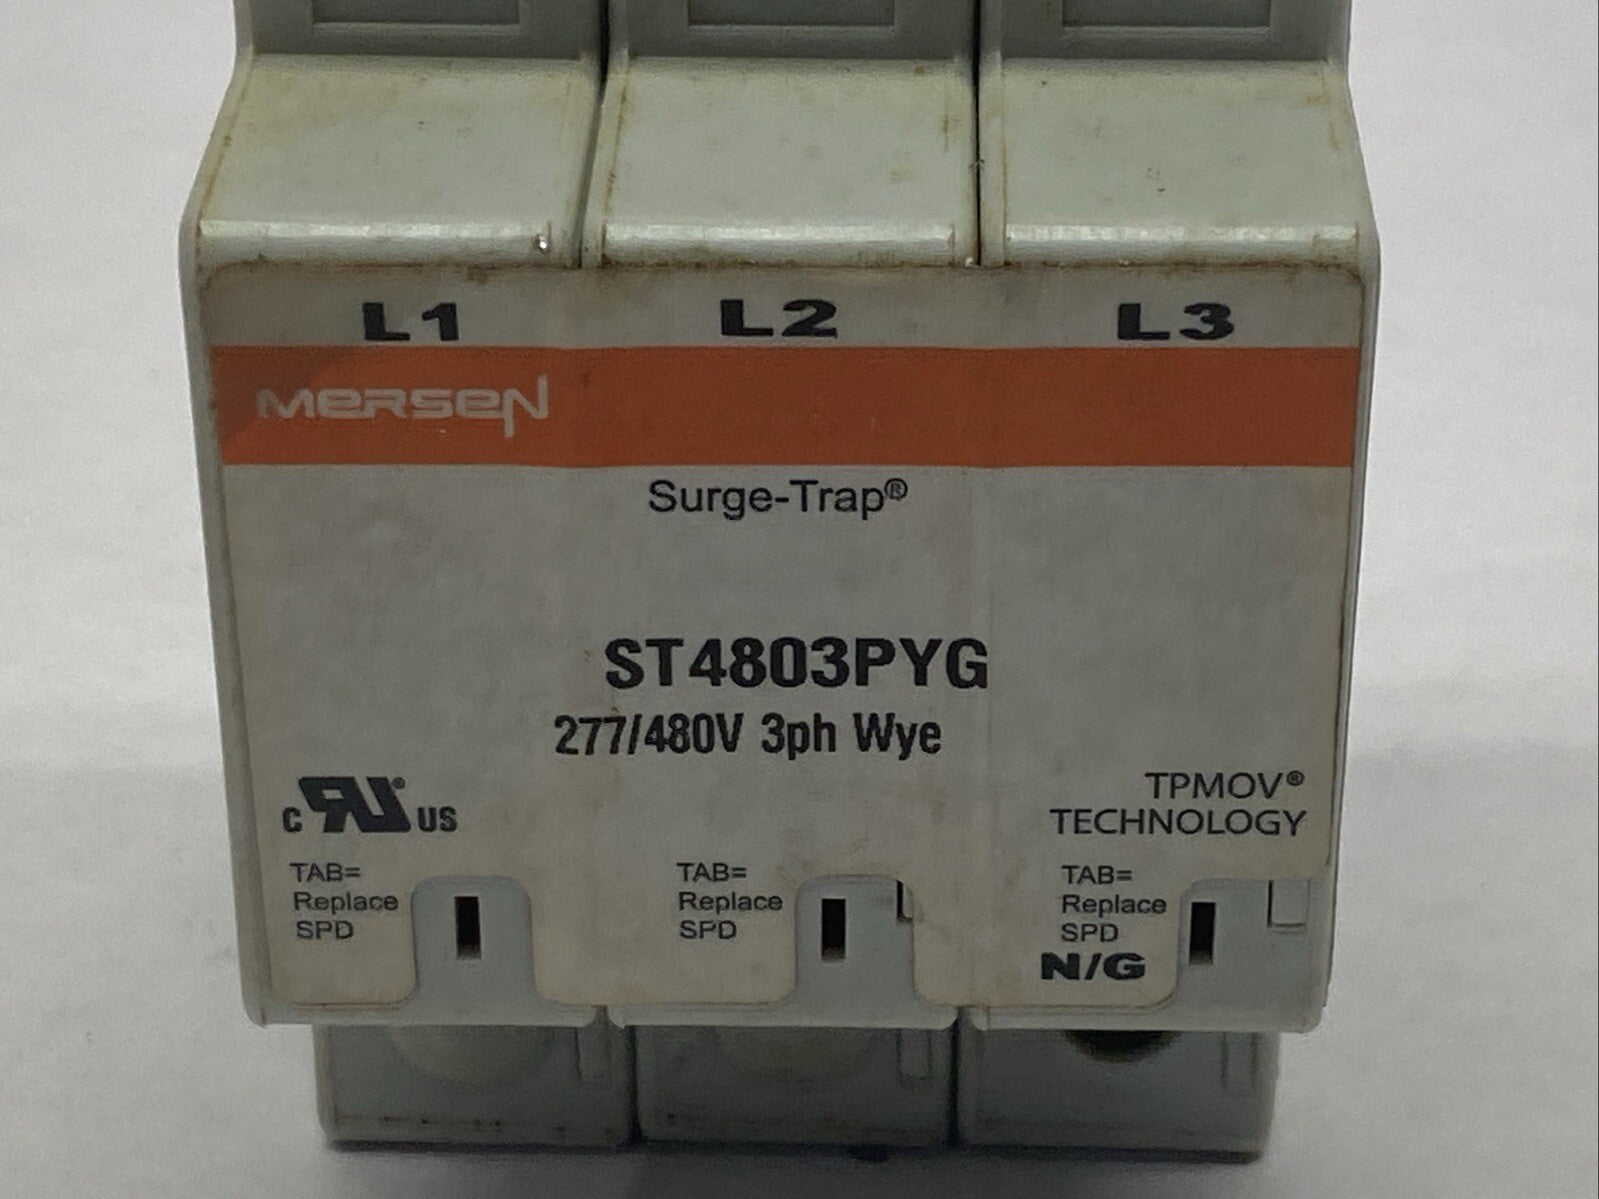 L1 L2 L3
MERSEN
Surge-Trap®
ST4803PYG
277/480V 3ph Wye
c RU® US
TPMOV®
TECHNOLOGY
TAB=
Replace
SPD
TAB=
Replace
SPD
TAB=
Replace
SPD
N/G